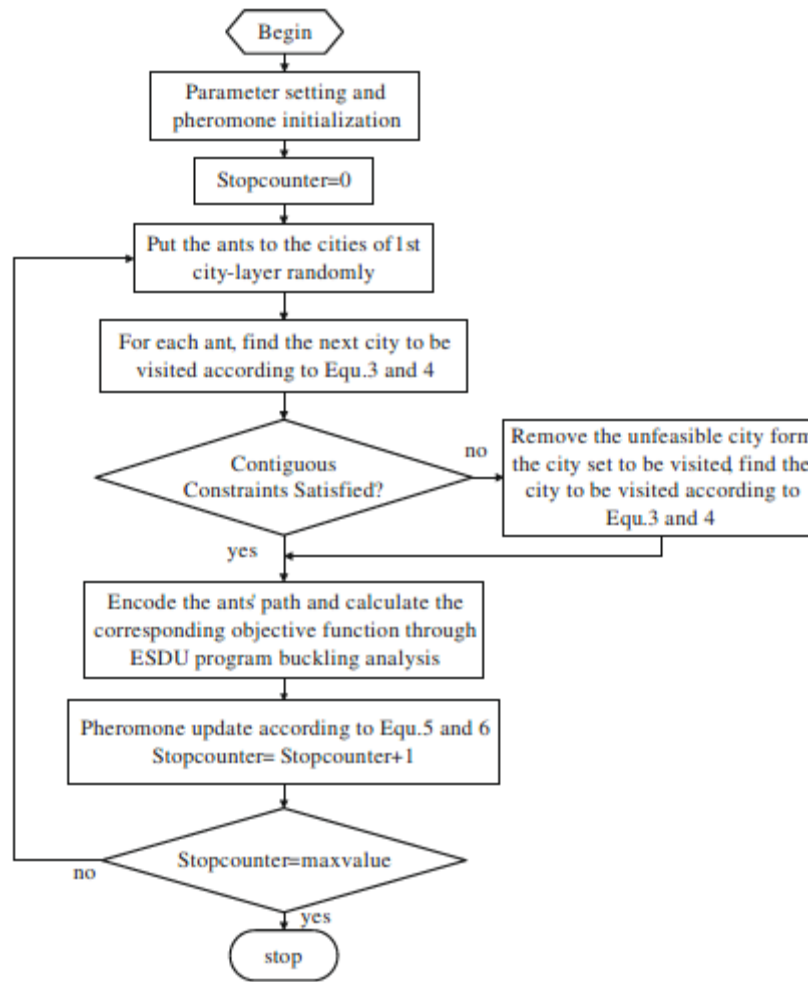 Begin
Parameter setting and
pheromone initialization
Stopcounter=0
Put the ants to the cities of 1st
city-layer randomly
For each ant, find the next city to be
visited according to Equ.3 and 4
Contiguous
Constraints Satisfied?
no
Remove the unfeasible city form
the city set to be visited, find the
city to be visited according to
Equ.3 and 4
yes
Encode the ants' path and calculate the
corresponding objective function through
ESDU program buckling analysis
Pheromone update according to Equ.5 and 6
Stopcounter= Stopcounter+1
Stopcounter=maxvalue
no
yes
stop